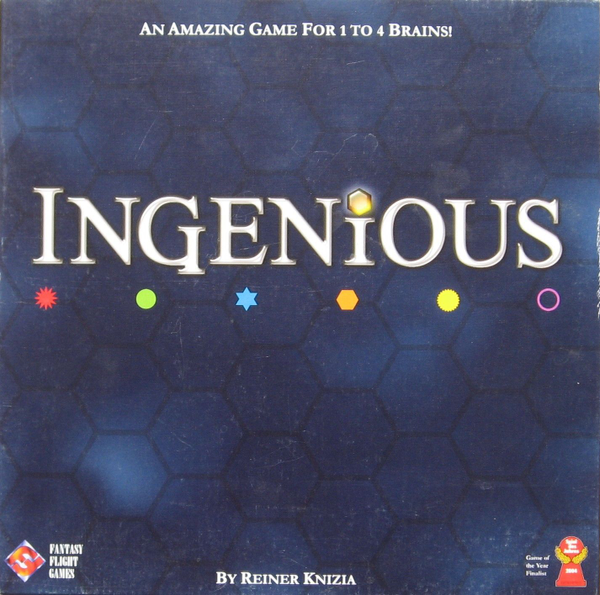 AN AMAZING GAME FOR 1 TO 4 BRAINS!
INGENiOUS
FANTASY
FLIGHT
GAMES
BY REINER KNIZIA
Game of
the Year
Finalist